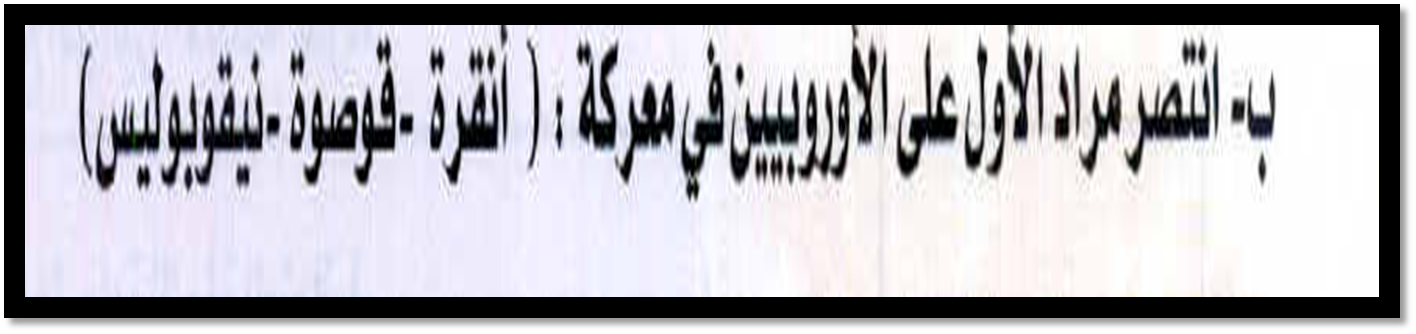 ب- انتصر مراد الأول على الأوروبيين في معركة : ( أنقرة -قوصوة -نيقوبوليس)